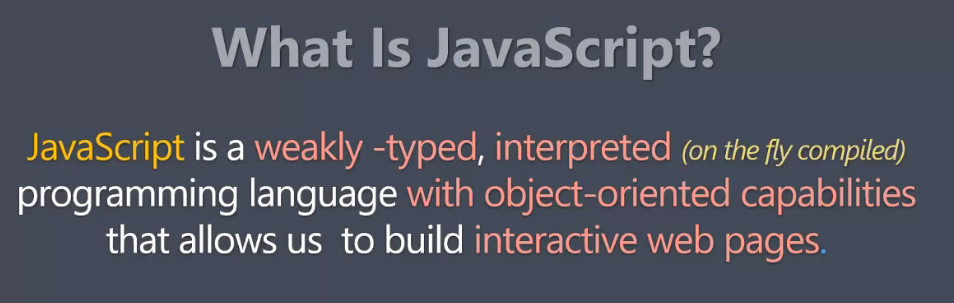 What Is JavaScript?
JavaScript is a weakly -typed, interpreted (on the fly compiled)
programming language with object-oriented capabilities
that allows us  to build interactive web pages.